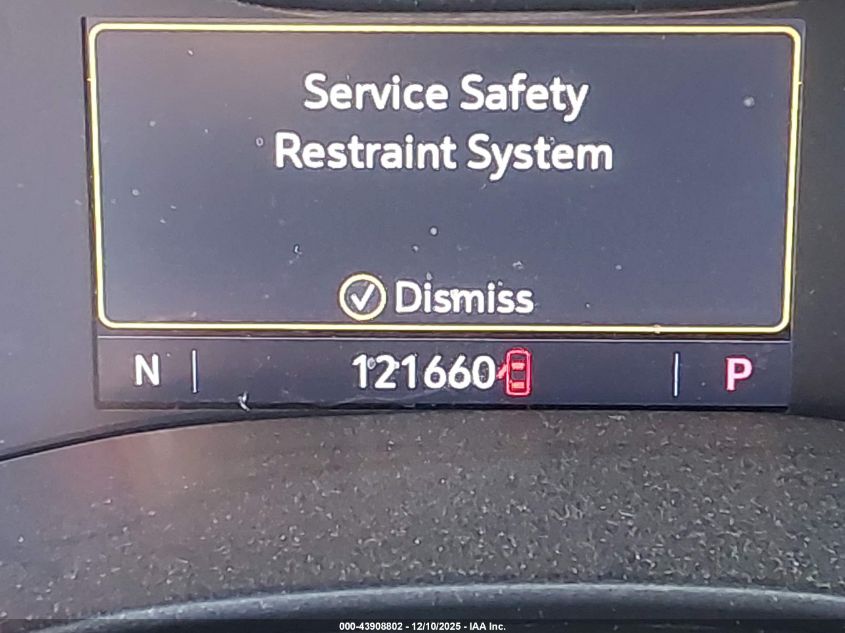 Service Safety
Restraint System
Dismiss
N 121660 P
000-43908802 - 12/10/2025 - IAA Inc.